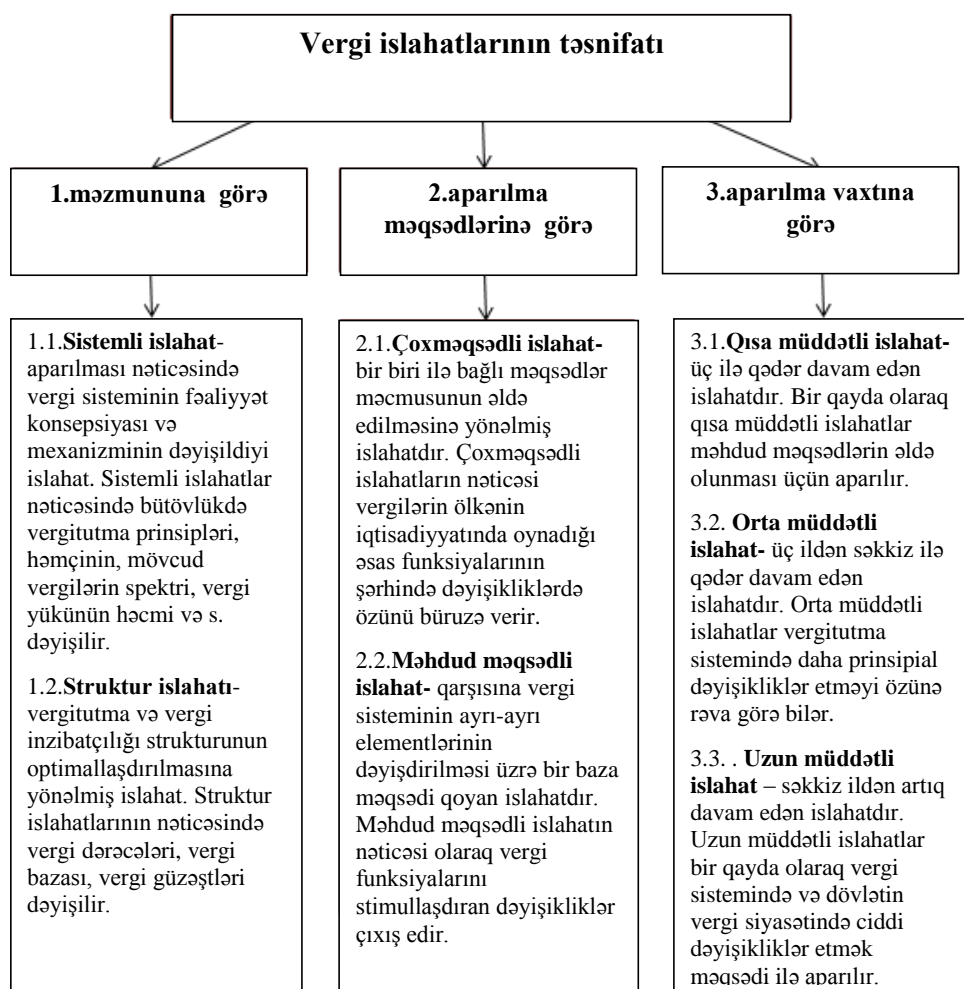 Vergi islahatlarının təsnifatı
1.məzmununa görə
2.aparılma
məqsədlərinə görə
3.aparılma vaxtına
görə
1.1.Sistemli islahat-
aparılması nəticəsində
vergi sisteminin fəaliyyət
konsepsiyası və
mexanizminin dəyişildiyi
islahat. Sistemli islahatlar
nəticəsində bütövlükdə
vergitutma prinsipləri,
həmçinin, mövcud
vergilərin spektri, vergi
yükünün həcmi və s.
dəyişilir.
1.2.Struktur islahatı-
vergitutma və vergi
inzibatçılığı strukturunun
optimallaşdırılmasına
yönəlmiş islahat. Struktur
islahatlarının nəticəsində
vergi dərəcələri, vergi
bazası, vergi güzəştləri
dəyişilir.
2.1.Çoxməqsədli islahat-
bir biri ilə bağlı məqsədlər
məcmusunun əldə
edilməsinə yönəlmiş
islahatdır. Çoxməqsədli
islahatların nəticəsi
vergilərin ölkənin
iqtisadiyyatında oynadığı
əsas funksiyalarının
şərhində dəyişikliklərdə
özünü büruzə verir.
2.2.Məhdud məqsədli
islahat- qarşısına vergi
sisteminin ayrı-ayrı
elementlərinin
dəyişdirilməsi üzrə bir baza
məqsədi qoyan islahatdır.
Məhdud məqsədli islahatın
nəticəsi olaraq vergi
funksiyalarını
stimullaşdıran dəyişikliklər
çıxış edir.
3.1.Qısa müddətli islahat-
üç ilə qədər davam edən
islahatdır. Bir qayda olaraq
qısa müddətli islahatlar
məhdud məqsədlərin əldə
olunması üçün aparılır.
3.2. Orta müddətli
islahat- üç ildən səkkiz ilə
qədər davam edən
islahatdır. Orta müddətli
islahatlar vergitutma
sistemində daha prinsipial
dəyişikliklər etməyi özünə
rəva görə bilər.
3.3. . Uzun müddətli
islahat – səkkiz ildən artıq
davam edən islahatdır.
Uzun müddətli islahatlar
bir qayda olaraq vergi
sistemində və dövlətin
vergi siyasətində ciddi
dəyişikliklər etmək
məqsədi ilə aparılır.